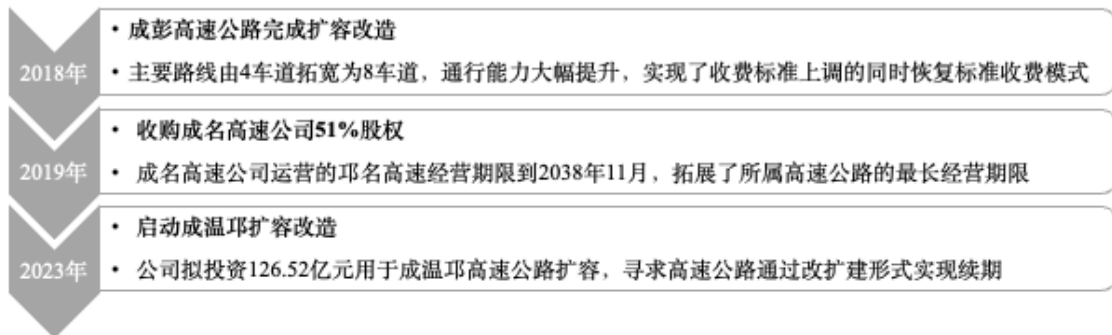 2018年
• 成彭高速公路完成扩容改造
• 主要路线由4车道拓宽为8车道，通行能力大幅提升，实现了收费标准上调的同时恢复标准收费模式
2019年
• 收购成名高速公司51%股权
• 成名高速公司运营的邛名高速经营期限到2038年11月，拓展了所属高速公路的最长经营期限
2023年
• 启动成温邛扩容改造
• 公司拟投资126.52亿元用于成温邛高速公路扩容，寻求高速公路通过改扩建形式实现续期